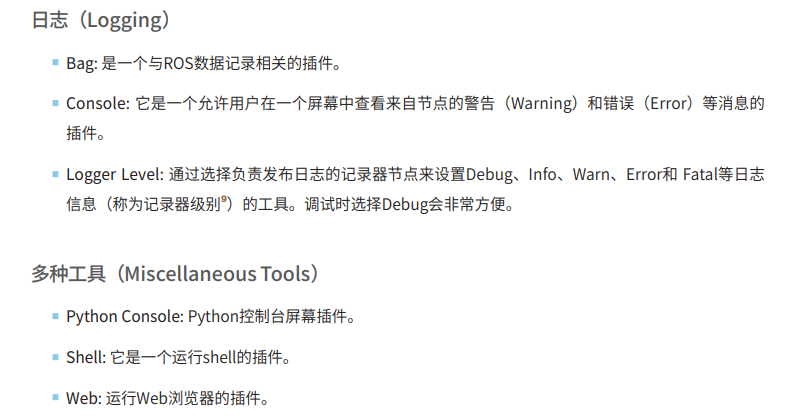 日志（Logging）
Bag: 是一个与ROS数据记录相关的插件。
Console: 它是一个允许用户在一个屏幕中查看来自节点的警告（Warning）和错误（Error）等消息的
插件。
Logger Level: 通过选择负责发布日志的记录器节点来设置Debug、Info、Warn、Error和 Fatal等日志
信息（称为记录器级别⁹）的工具。调试时选择Debug会非常方便。
多种工具（Miscellaneous Tools）
Python Console: Python控制台屏幕插件。
Shell: 它是一个运行shell的插件。
Web: 运行Web浏览器的插件。